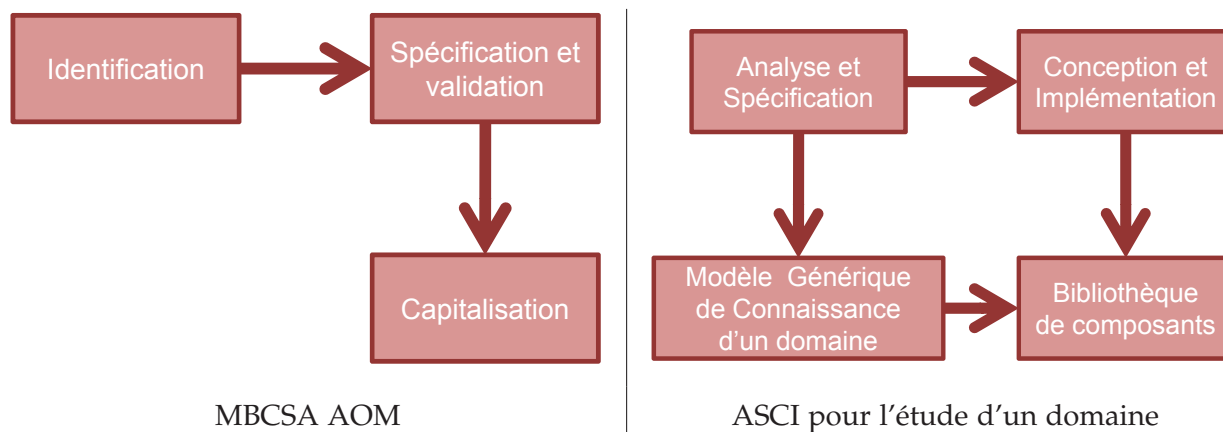 Identification
Spécification et
validation
Capitalisation
MBCSA AOM
Analyse et
Spécification
Conception et
Implémentation
Modèle Générique
de Connaissance
d'un domaine
Bibliothèque
de composants
ASCI pour l'étude d'un domaine